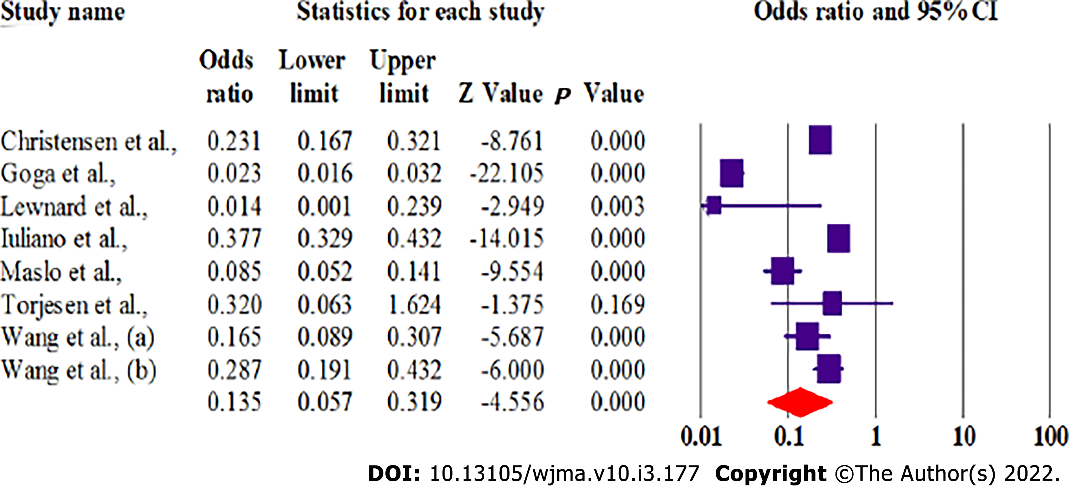 Study name Statistics for each study Odds ratio and 95% CI
Odds Lower Upper
ratio limit limit Z Value p Value
Christensen et al., 0.231 0.167 0.321 -8.761 0.000
Goga et al., 0.023 0.016 0.032 -22.105 0.000
Lewnard et al., 0.014 0.001 0.239 -2.949 0.003
Iuliano et al., 0.377 0.329 0.432 -14.015 0.000
Maslo et al., 0.085 0.052 0.141 -9.554 0.000
Torjesen et al., 0.320 0.063 1.624 -1.375 0.169
Wang et al., (a) 0.165 0.089 0.307 -5.687 0.000
Wang et al., (b) 0.287 0.191 0.432 -6.000 0.000
0.135 0.057 0.319 -4.556 0.000
0.01 0.1 1 10 100
DOI: 10.13105/wjma.v10.i3.177 Copyright ©The Author(s) 2022.